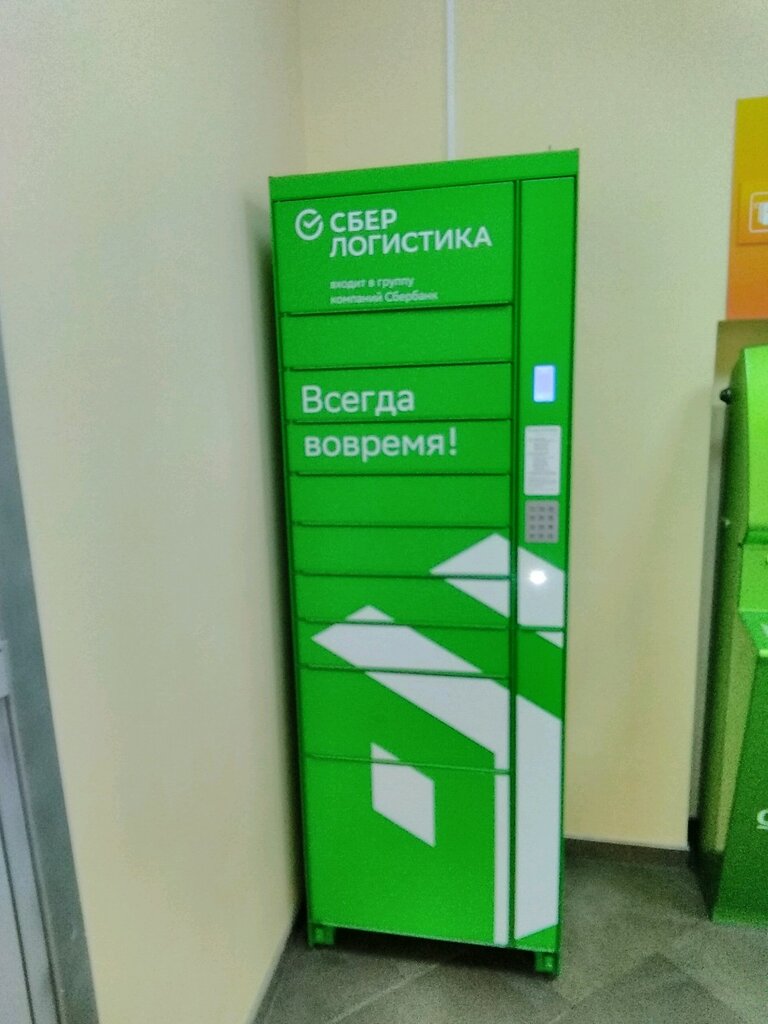 СБЕР
ЛОГИСТИКА
входит в группу
компаний Сбербанк
Всегда
вовремя!